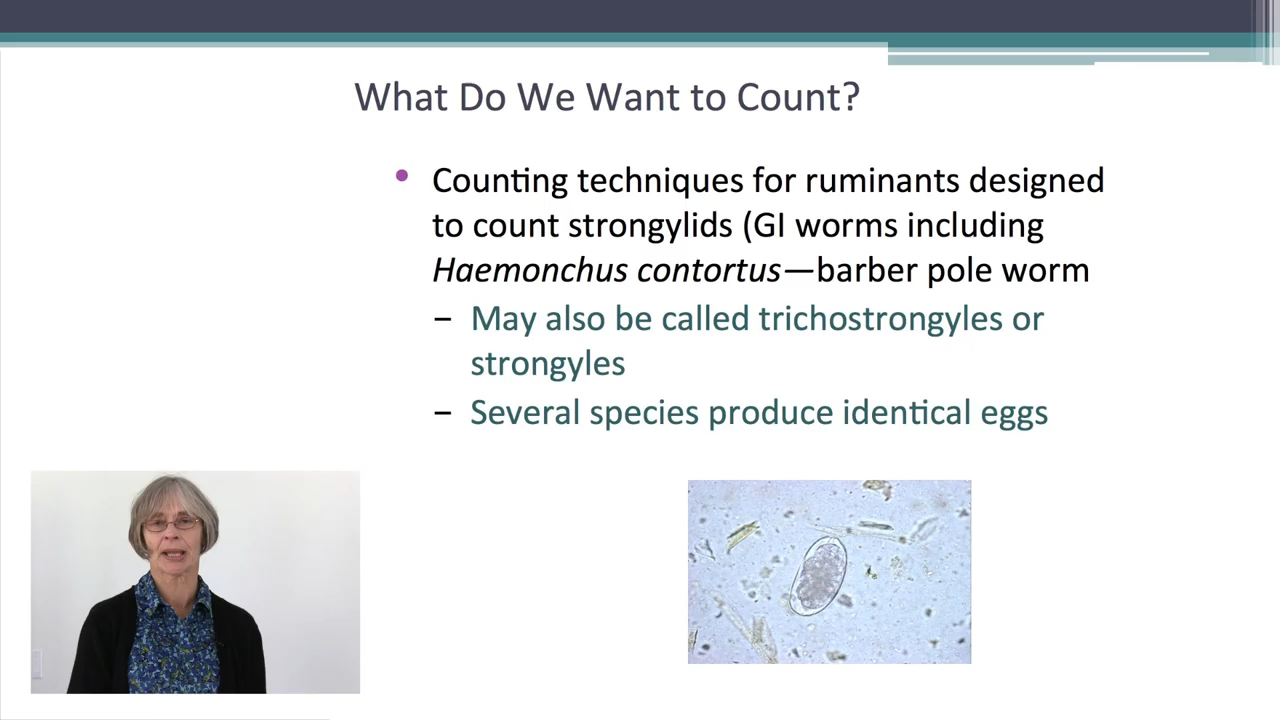 What Do We Want to Count?
• Counting techniques for ruminants designed
to count strongylids (GI worms including
Haemonchus contortus—barber pole worm
– May also be called trichostrongyles or
strongyles
– Several species produce identical eggs